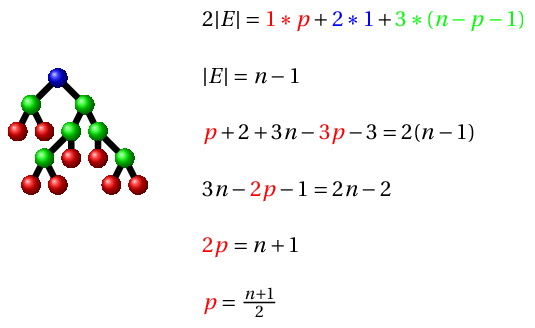 2|E| = 1 * p + 2 * 1 + 3 * (n − p − 1)
|E| = n − 1
p + 2 + 3n − 3p − 3 = 2(n − 1)
3n − 2p − 1 = 2n − 2
2p = n + 1
p = \frac{n+1}{2}